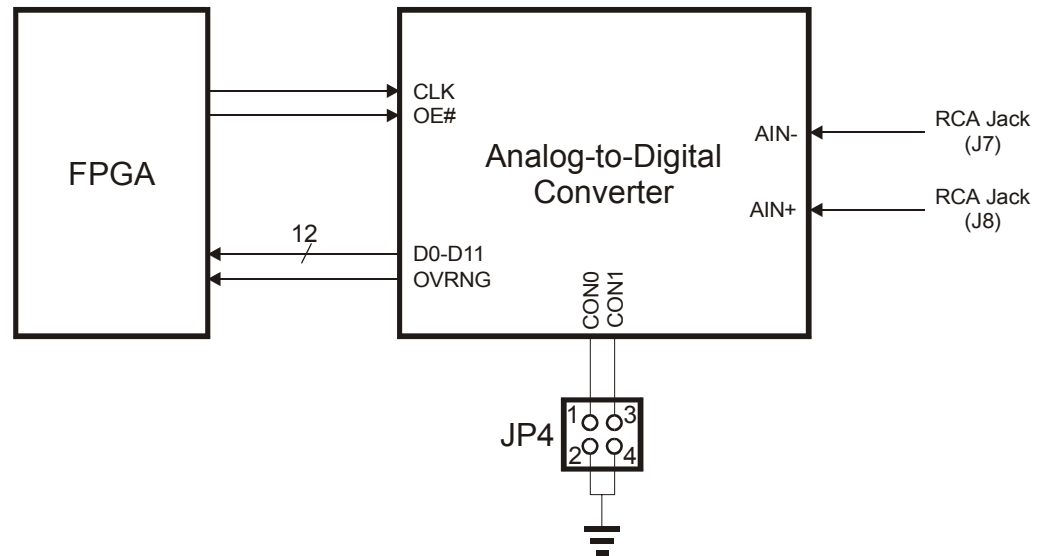 FPGA
CLK
OE#
12
D0-D11
OVRNG
Analog-to-Digital
Converter
AIN-
AIN+
RCA Jack
(J7)
RCA Jack
(J8)
CON0
CON1
JP4
1
3
2
4